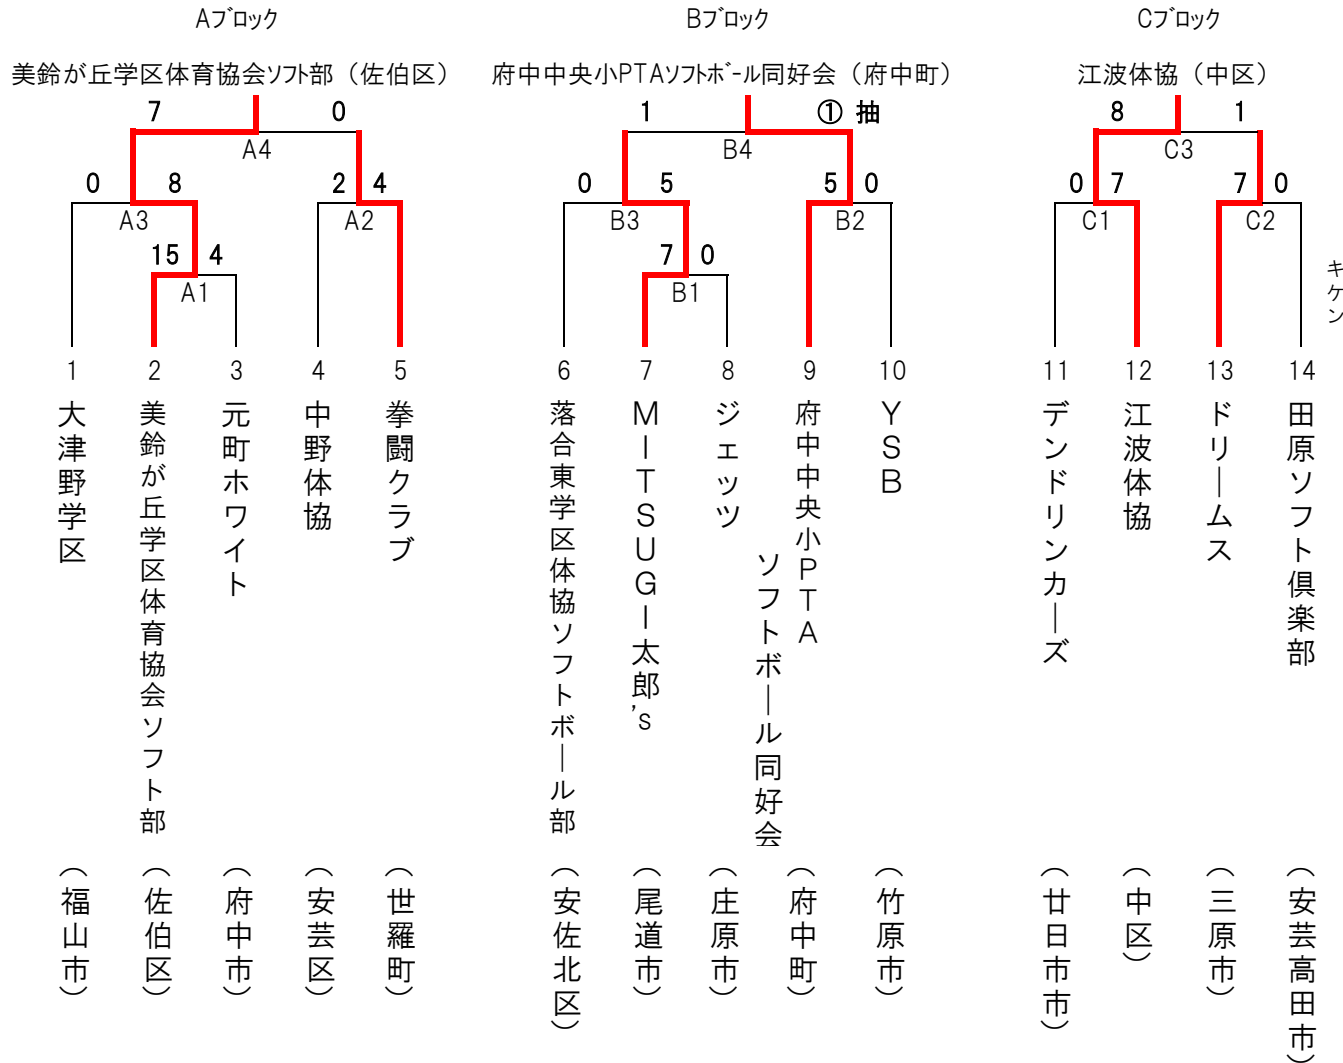 Aブロック
Bブロック
Cブロック
美鈴が丘学区体育協会ソフト部（佐伯区）
府中中央小PTAソフトボール同好会（府中町）
江波体協（中区）
7 0
1 ① 抽
8 1
A4
B4
C3
0 8 2 4
0 5 5 0
0 7 7 0
A3 A2
B3 B2
C1 C2
15 4
7 0
A1
B1
キケン
1 2 3 4 5
6 7 8 9 10
11 12 13 14
大津野学区
美鈴が丘学区体育協会ソフト部
元町ホワイト
中野体協
拳闘クラブ
落合東学区体協ソフトボール部
MITSUGI太郎's
ジェッツ
府中中央小PTA
ソフトボール同好会
YSB
デンドリンカーズ
江波体協
ドリームス
田原ソフト倶楽部
（福山市）
（佐伯区）
（府中市）
（安芸区）
（世羅町）
（安佐北区）
（尾道市）
（庄原市）
（府中町）
（竹原市）
（廿日市市）
（中区）
（三原市）
（安芸高田市）